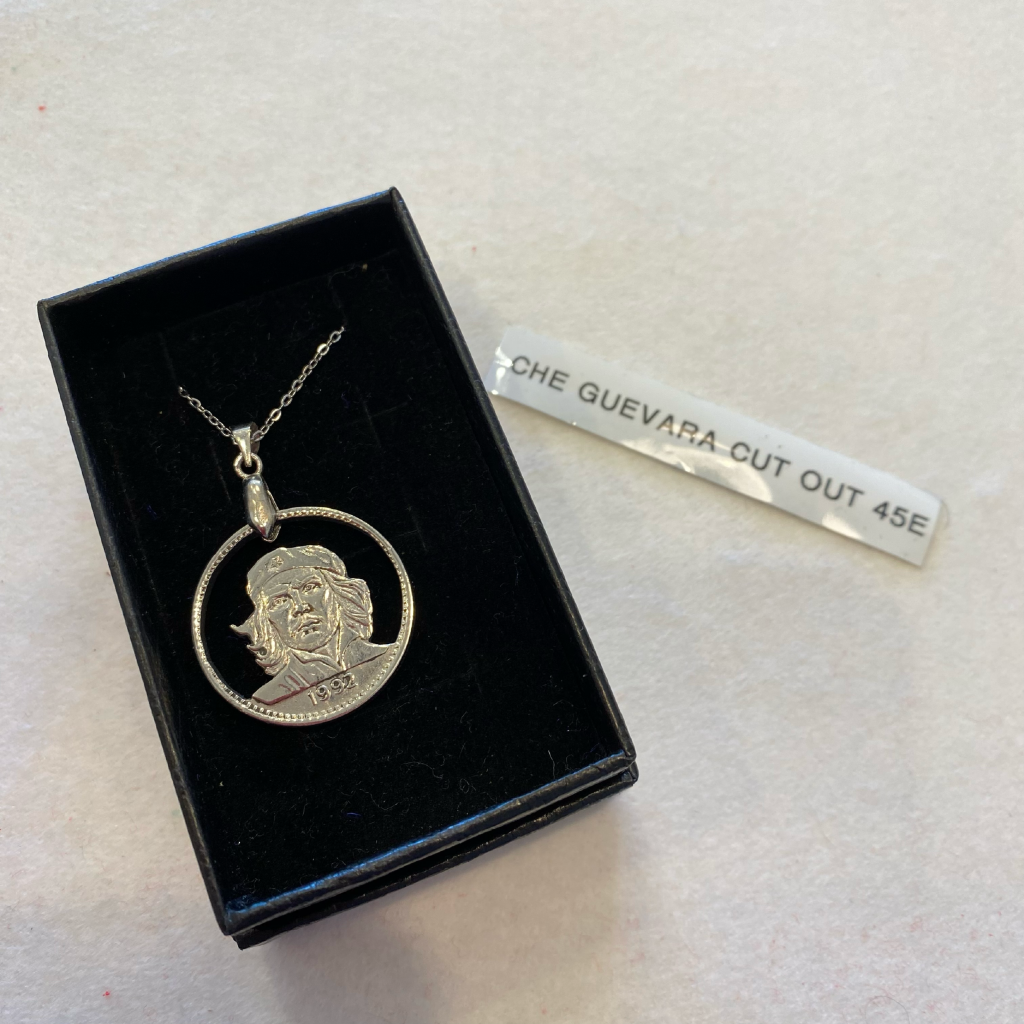 CHE GUEVARA CUT OUT 45E
1992